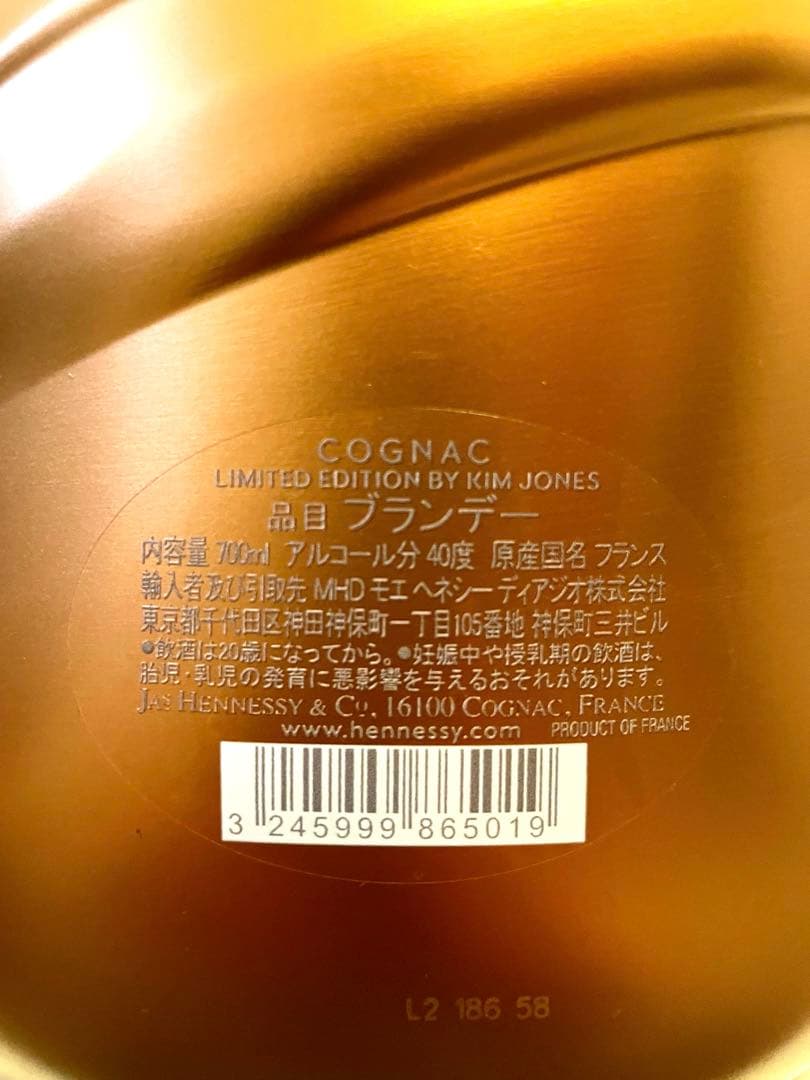 COGNAC
LIMITED EDITION BY KIM JONES
品目 ブランデー
内容量 700ml アルコール分 40度 原産国名 フランス
輸入者及び引取先 MHD モエ ヘネシー ディアジオ株式会社
東京都千代田区神田神保町一丁目105番地 神保町三井ビル
●飲酒は20歳になってから。●妊娠中や授乳期の飲酒は、
胎児・乳児の発育に悪影響を与えるおそれがあります。
JAS HENNESSY & CO, 16100 COGNAC, FRANCE
www.hennessy.com PRODUCT OF FRANCE
3 245999 865019
L2 186 58